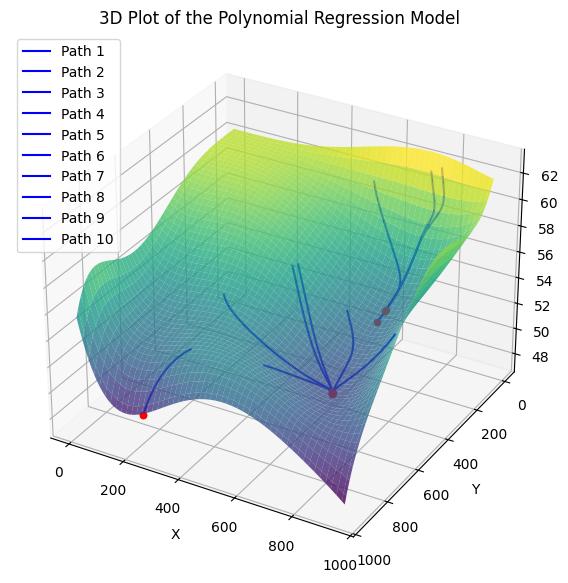 3D Plot of the Polynomial Regression Model
Path 1
Path 2
Path 3
Path 4
Path 5
Path 6
Path 7
Path 8
Path 9
Path 10
62
60
58
56
54
52
50
48
0
200
400
600
800
1000
X
0
200
400
600
800
1000
Y